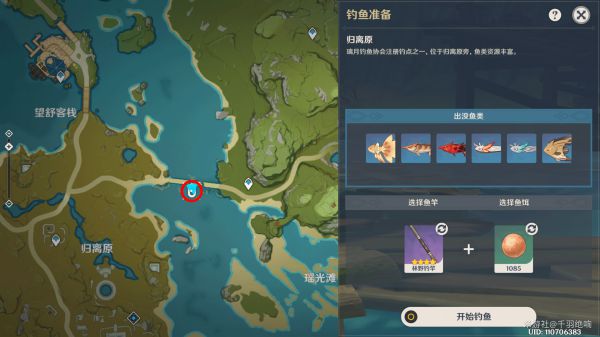 望舒客栈
归离原
瑶光滩
钓鱼准备
归离原
璃月钓鱼协会注册钓点之一，位于归离原旁，鱼类资源丰富。
出没鱼类
选择鱼竿
选择鱼饵
林野钓竿
1085
开始钓鱼
米游社@千羽绝响
UID: 110706383